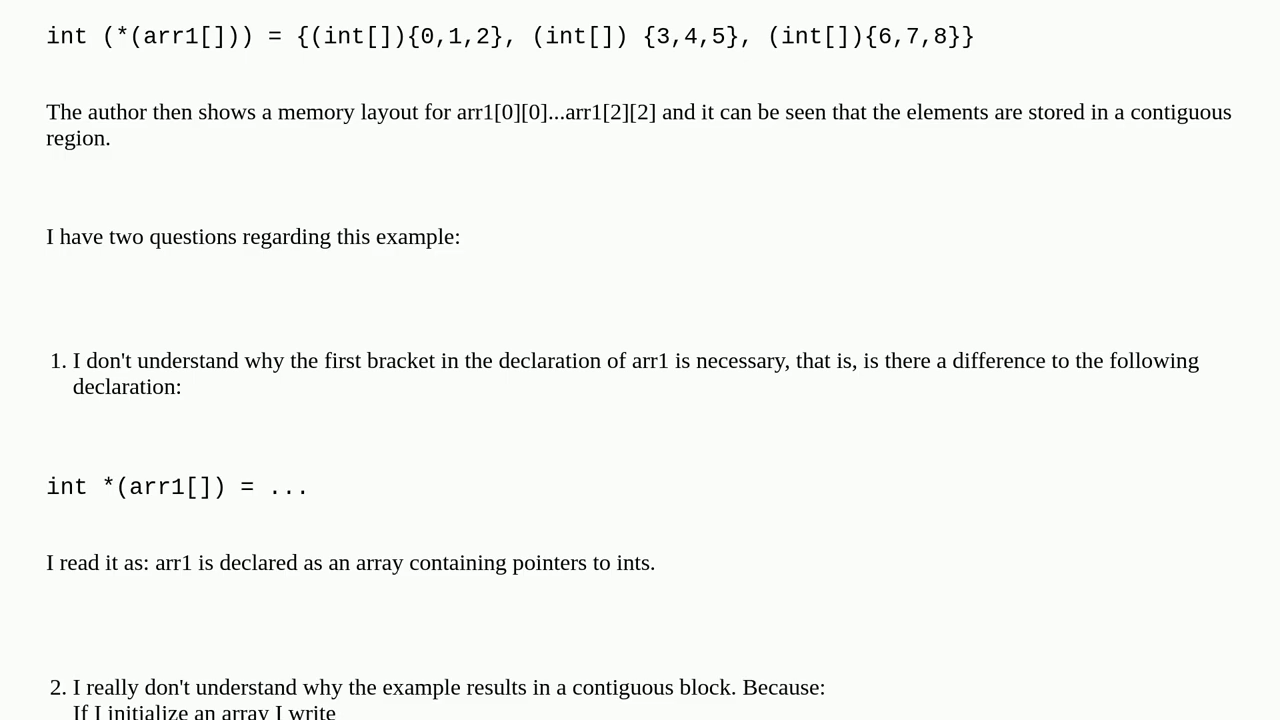 int (*(arr1[])) = {(int[]){0,1,2}, (int[]) {3,4,5}, (int[]){6,7,8}}
The author then shows a memory layout for arr1[0][0]...arr1[2][2] and it can be seen that the elements are stored in a contiguous
region.
I have two questions regarding this example:
1. I don't understand why the first bracket in the declaration of arr1 is necessary, that is, is there a difference to the following
declaration:
int *(arr1[]) = ...
I read it as: arr1 is declared as an array containing pointers to ints.
2. I really don't understand why the example results in a contiguous block. Because:
If I initialize an array I write